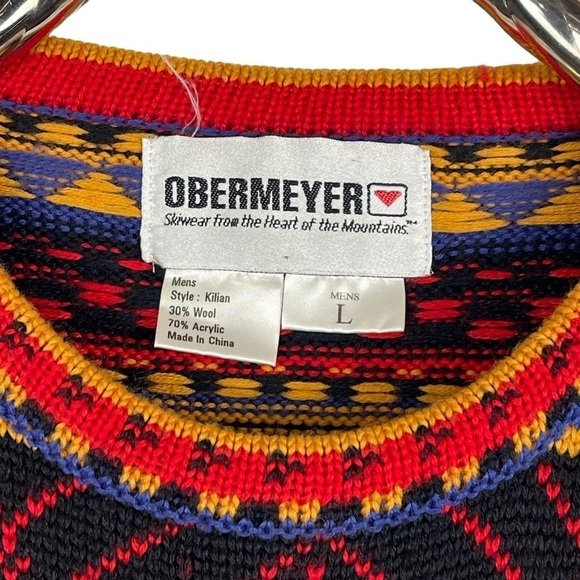 OBERMEYER
Skiwear from the Heart of the Mountains.™
Mens
Style : Kilian
30% Wool
70% Acrylic
Made In China
MENS
L